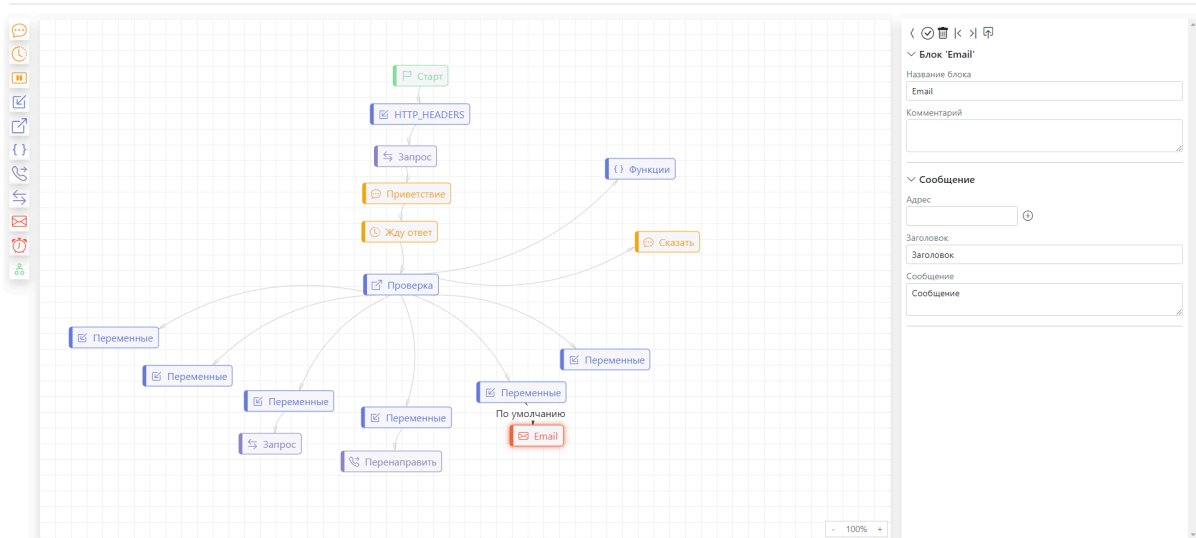 Старт
HTTP_HEADERS
Запрос
Приветствие
Жду ответ
Функции
Сказать
Проверка
Переменные
Переменные
Переменные
Переменные
Переменные
Переменные
По умолчанию
Запрос
Email
Перенаправить
- 100% +
Блок 'Email'
Название блока
Email
Комментарий
Сообщение
Адрес
Заголовок
Заголовок
Сообщение
Сообщение